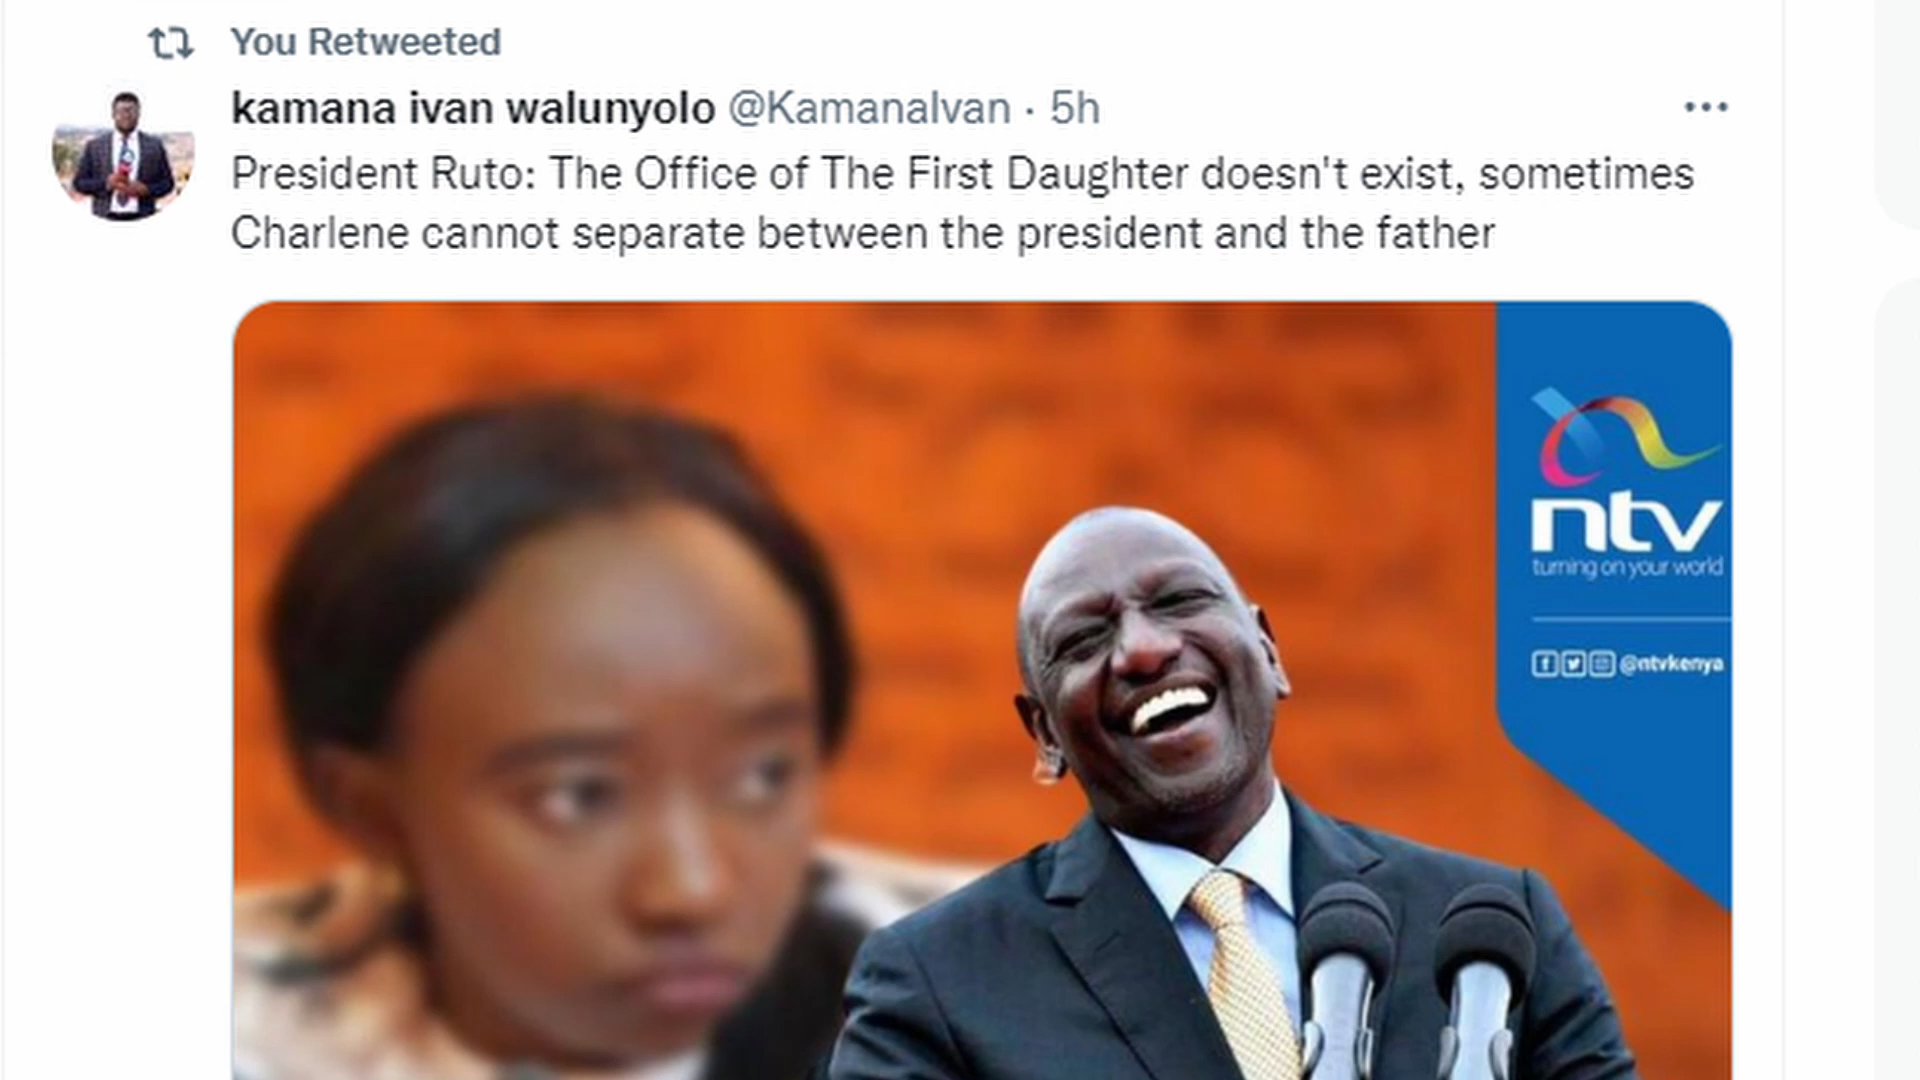 You Retweeted
kamana ivan walunyolo @KamanaIvan · 5h
President Ruto: The Office of The First Daughter doesn't exist, sometimes
Charlene cannot separate between the president and the father
ntv
turning on your world
@ntvkenya